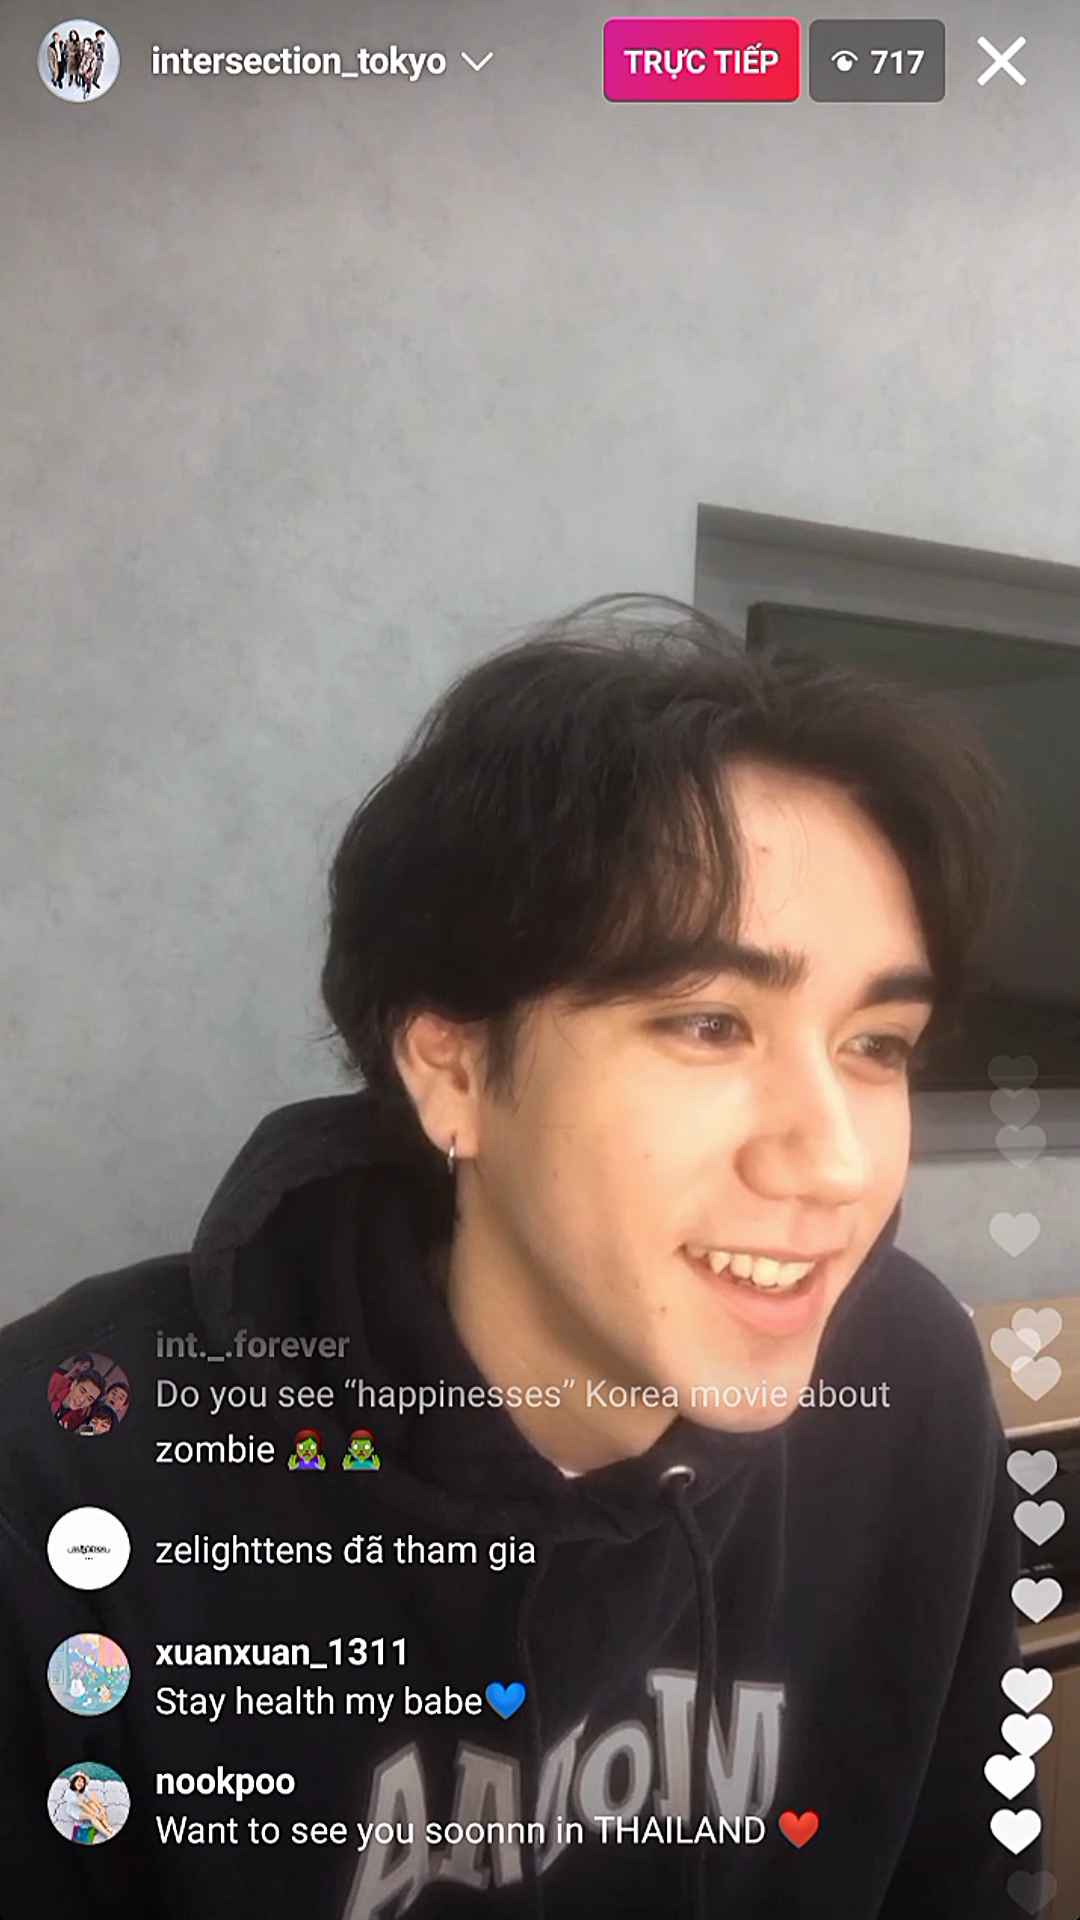 intersection_tokyo
TRỰC TIẾP
717
int._.forever
Do you see “happinesses” Korea movie about
zombie 🧟‍♀️ 🧟‍♂️
zelighttens đã tham gia
xuanxuan_1311
Stay health my babe💙
nookpoo
Want to see you soonnn in THAILAND ❤️